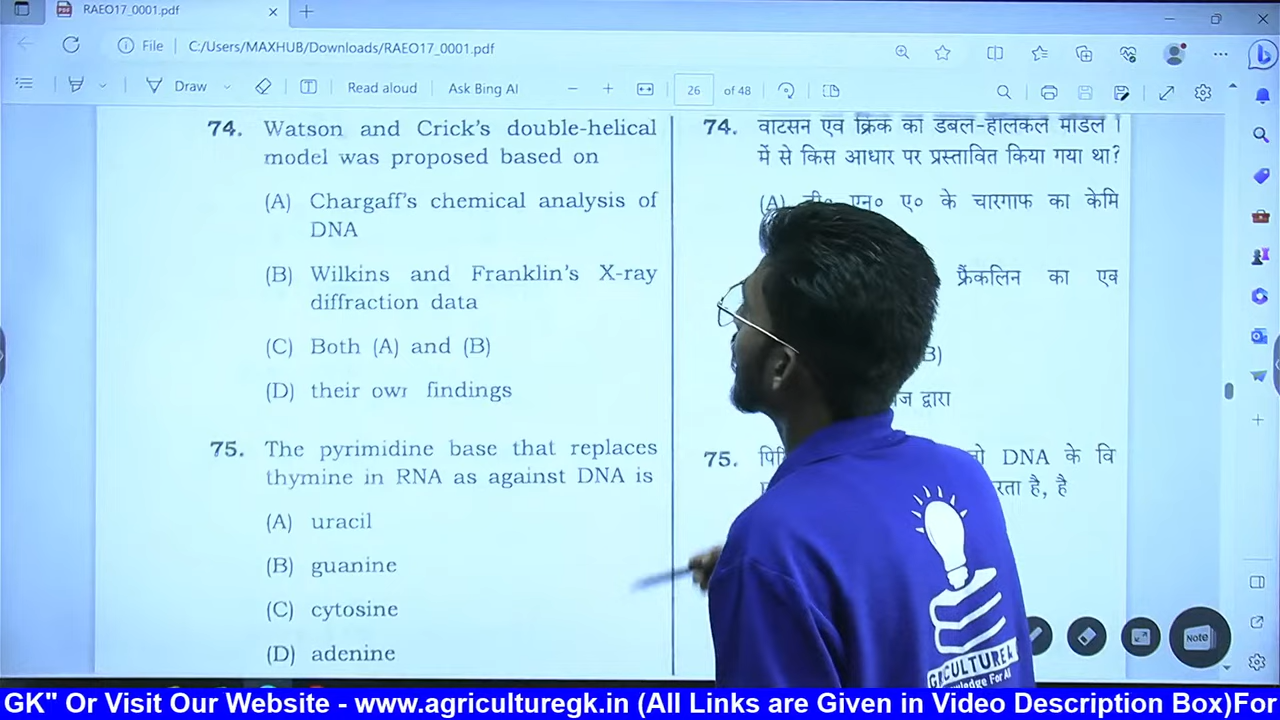 RAEO17_0001.pdf
File
C:/Users/MAXHUB/Downloads/RAEO17_0001.pdf
Draw
Read aloud
Ask Bing AI
26
of 48
74. Watson and Crick's double-helical
model was proposed based on
(A) Chargaff's chemical analysis of
DNA
(B) Wilkins and Franklin's X-ray
diffraction data
(C) Both (A) and (B)
(D) their own findings
75. The pyrimidine base that replaces
thymine in RNA as against DNA is
(A) uracil
(B) guanine
(C) cytosine
(D) adenine
74. वाटसन एवं क्रिक का डबल-हेलिकल मॉडल
में से किस आधार पर प्रस्तावित किया गया था?
(A) डी० एन० ए० के चारगाफ का केमि
फ्रैंकलिन का एक्
B)
द्वारा
75. DNA के वि
है, है
Note
GK" Or Visit Our Website - www.agriculturegk.in (All Links are Given in Video Description Box)For